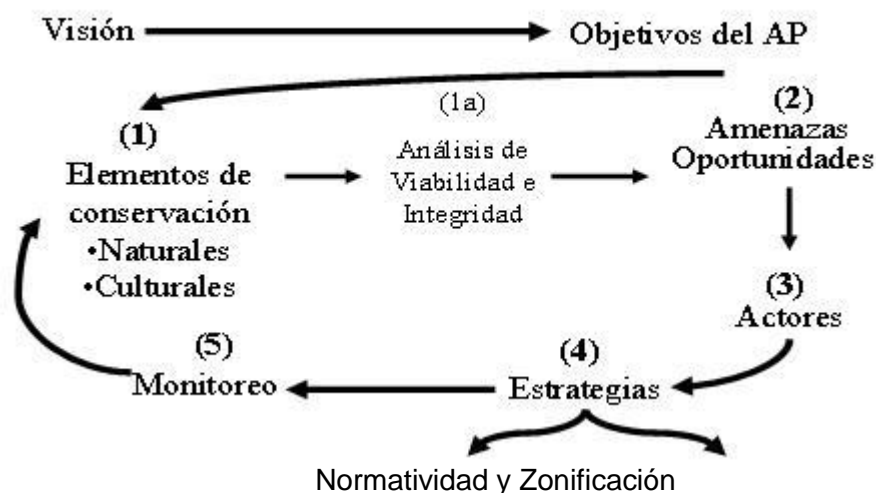 Visión
Objetivos del AP
(1a)
(1)
Elementos de
conservación
•Naturales
•Culturales
Análisis de
Viabilidad e
Integridad
(2)
Amenazas
Oportunidades
(3)
Actores
(4)
Estrategias
(5)
Monitoreo
Normatividad y Zonificación